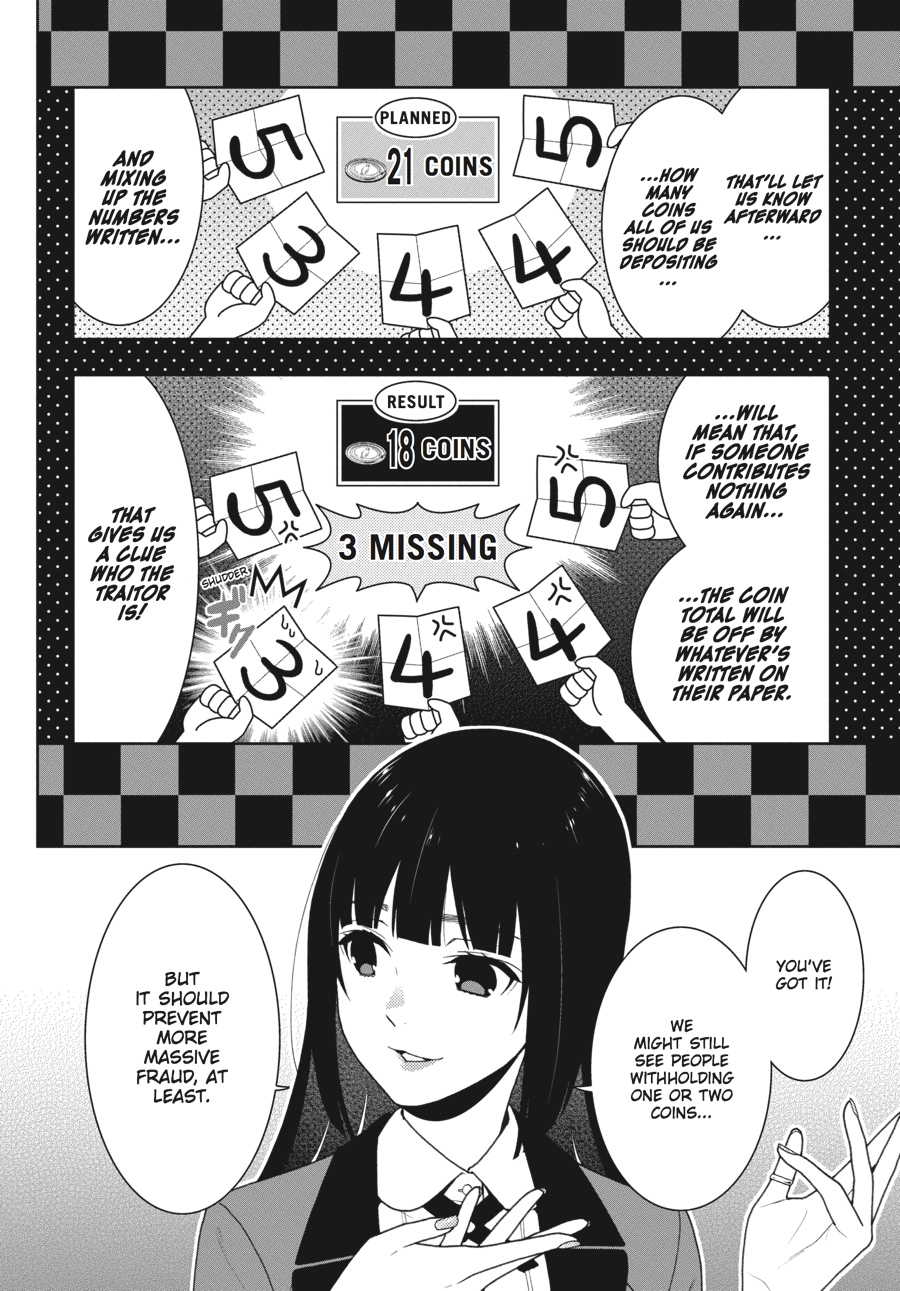 THAT'LL LET
US KNOW
AFTERWARD
...
...HOW
MANY
COINS
ALL OF US
SHOULD BE
DEPOSITING
...
PLANNED
21 COINS
5
4
4
3
5
AND
MIXING
UP THE
NUMBERS
WRITTEN...
...WILL
MEAN THAT,
IF SOMEONE
CONTRIBUTES
NOTHING
AGAIN...
...THE COIN
TOTAL WILL
BE OFF BY
WHATEVER'S
WRITTEN ON
THEIR PAPER.
RESULT
18 COINS
3 MISSING
5
4
4
3
5
SHUDDER
ギク
THAT
GIVES US
A CLUE
WHO THE
TRAITOR
IS!
YOU'VE
GOT IT!
WE
MIGHT STILL
SEE PEOPLE
WITHHOLDING
ONE OR TWO
COINS...
BUT
IT SHOULD
PREVENT
MORE
MASSIVE
FRAUD, AT
LEAST.